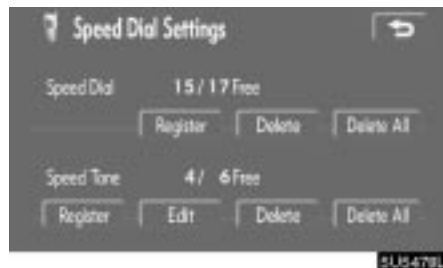 Speed Dial Settings
Speed Dial 15/17 Free
Register Delete Delete All
Speed Tone 4/ 6 Free
Register Edit Delete Delete All
SU5478L